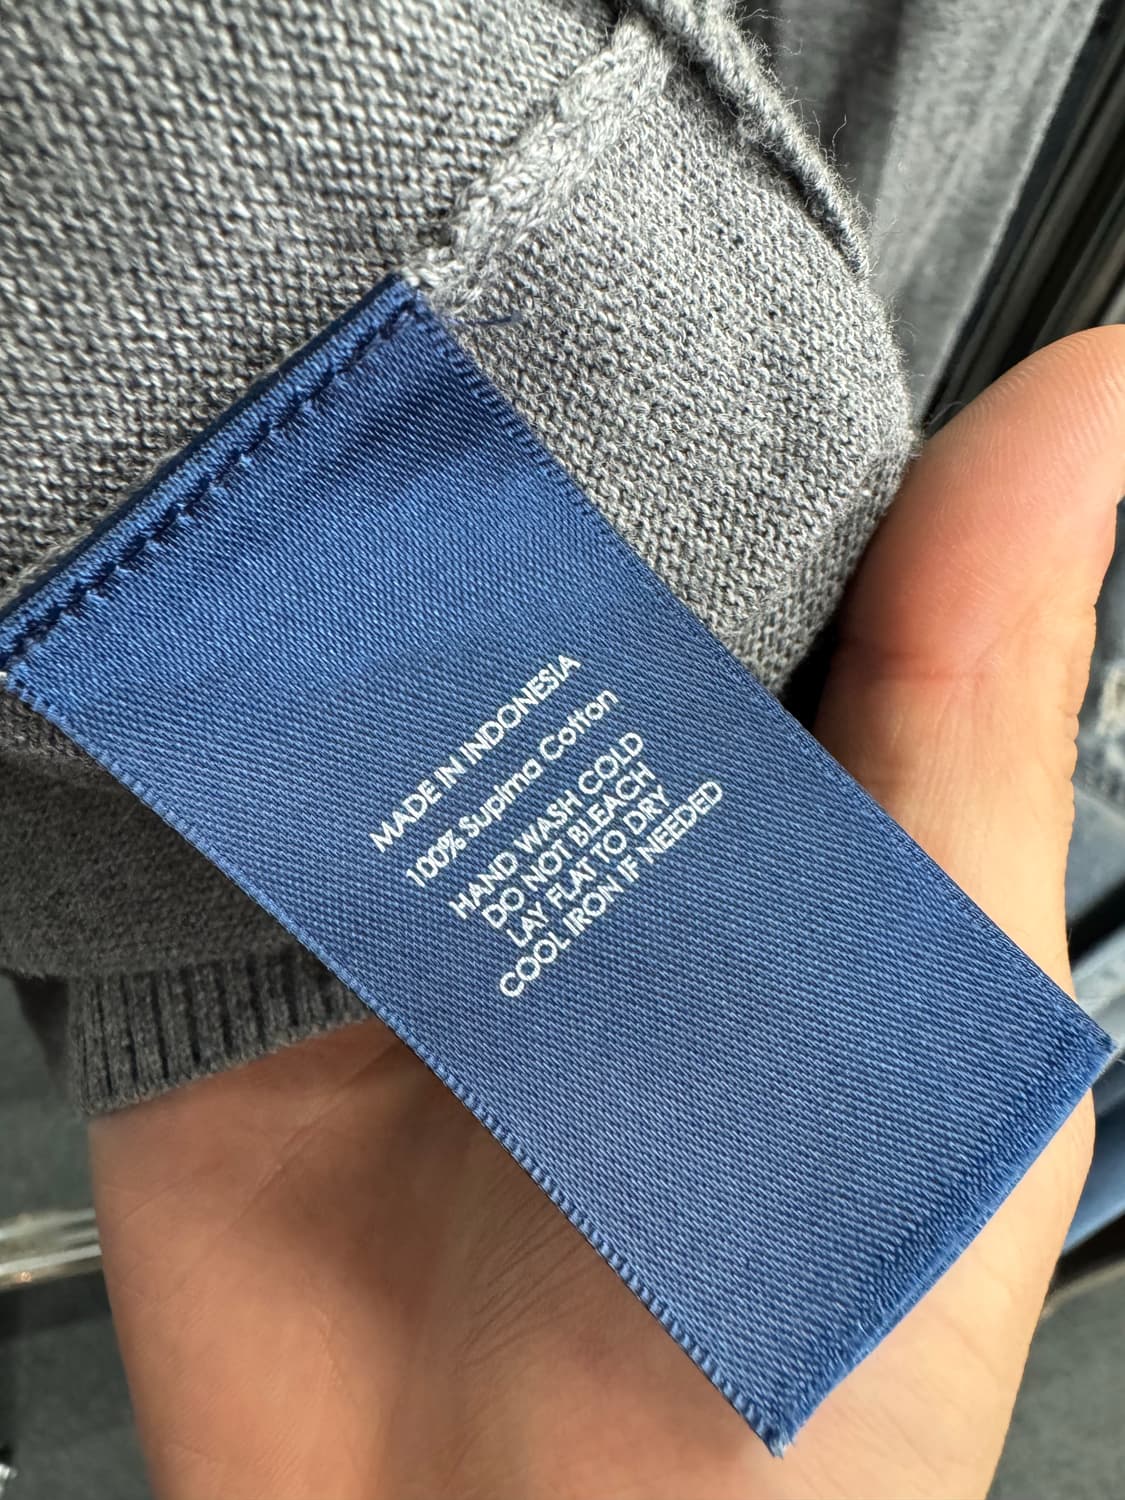 MADE IN INDONESIA
100% Supima Cotton
HAND WASH COLD
DO NOT BLEACH
LAY FLAT TO DRY
COOL IRON IF NEEDED